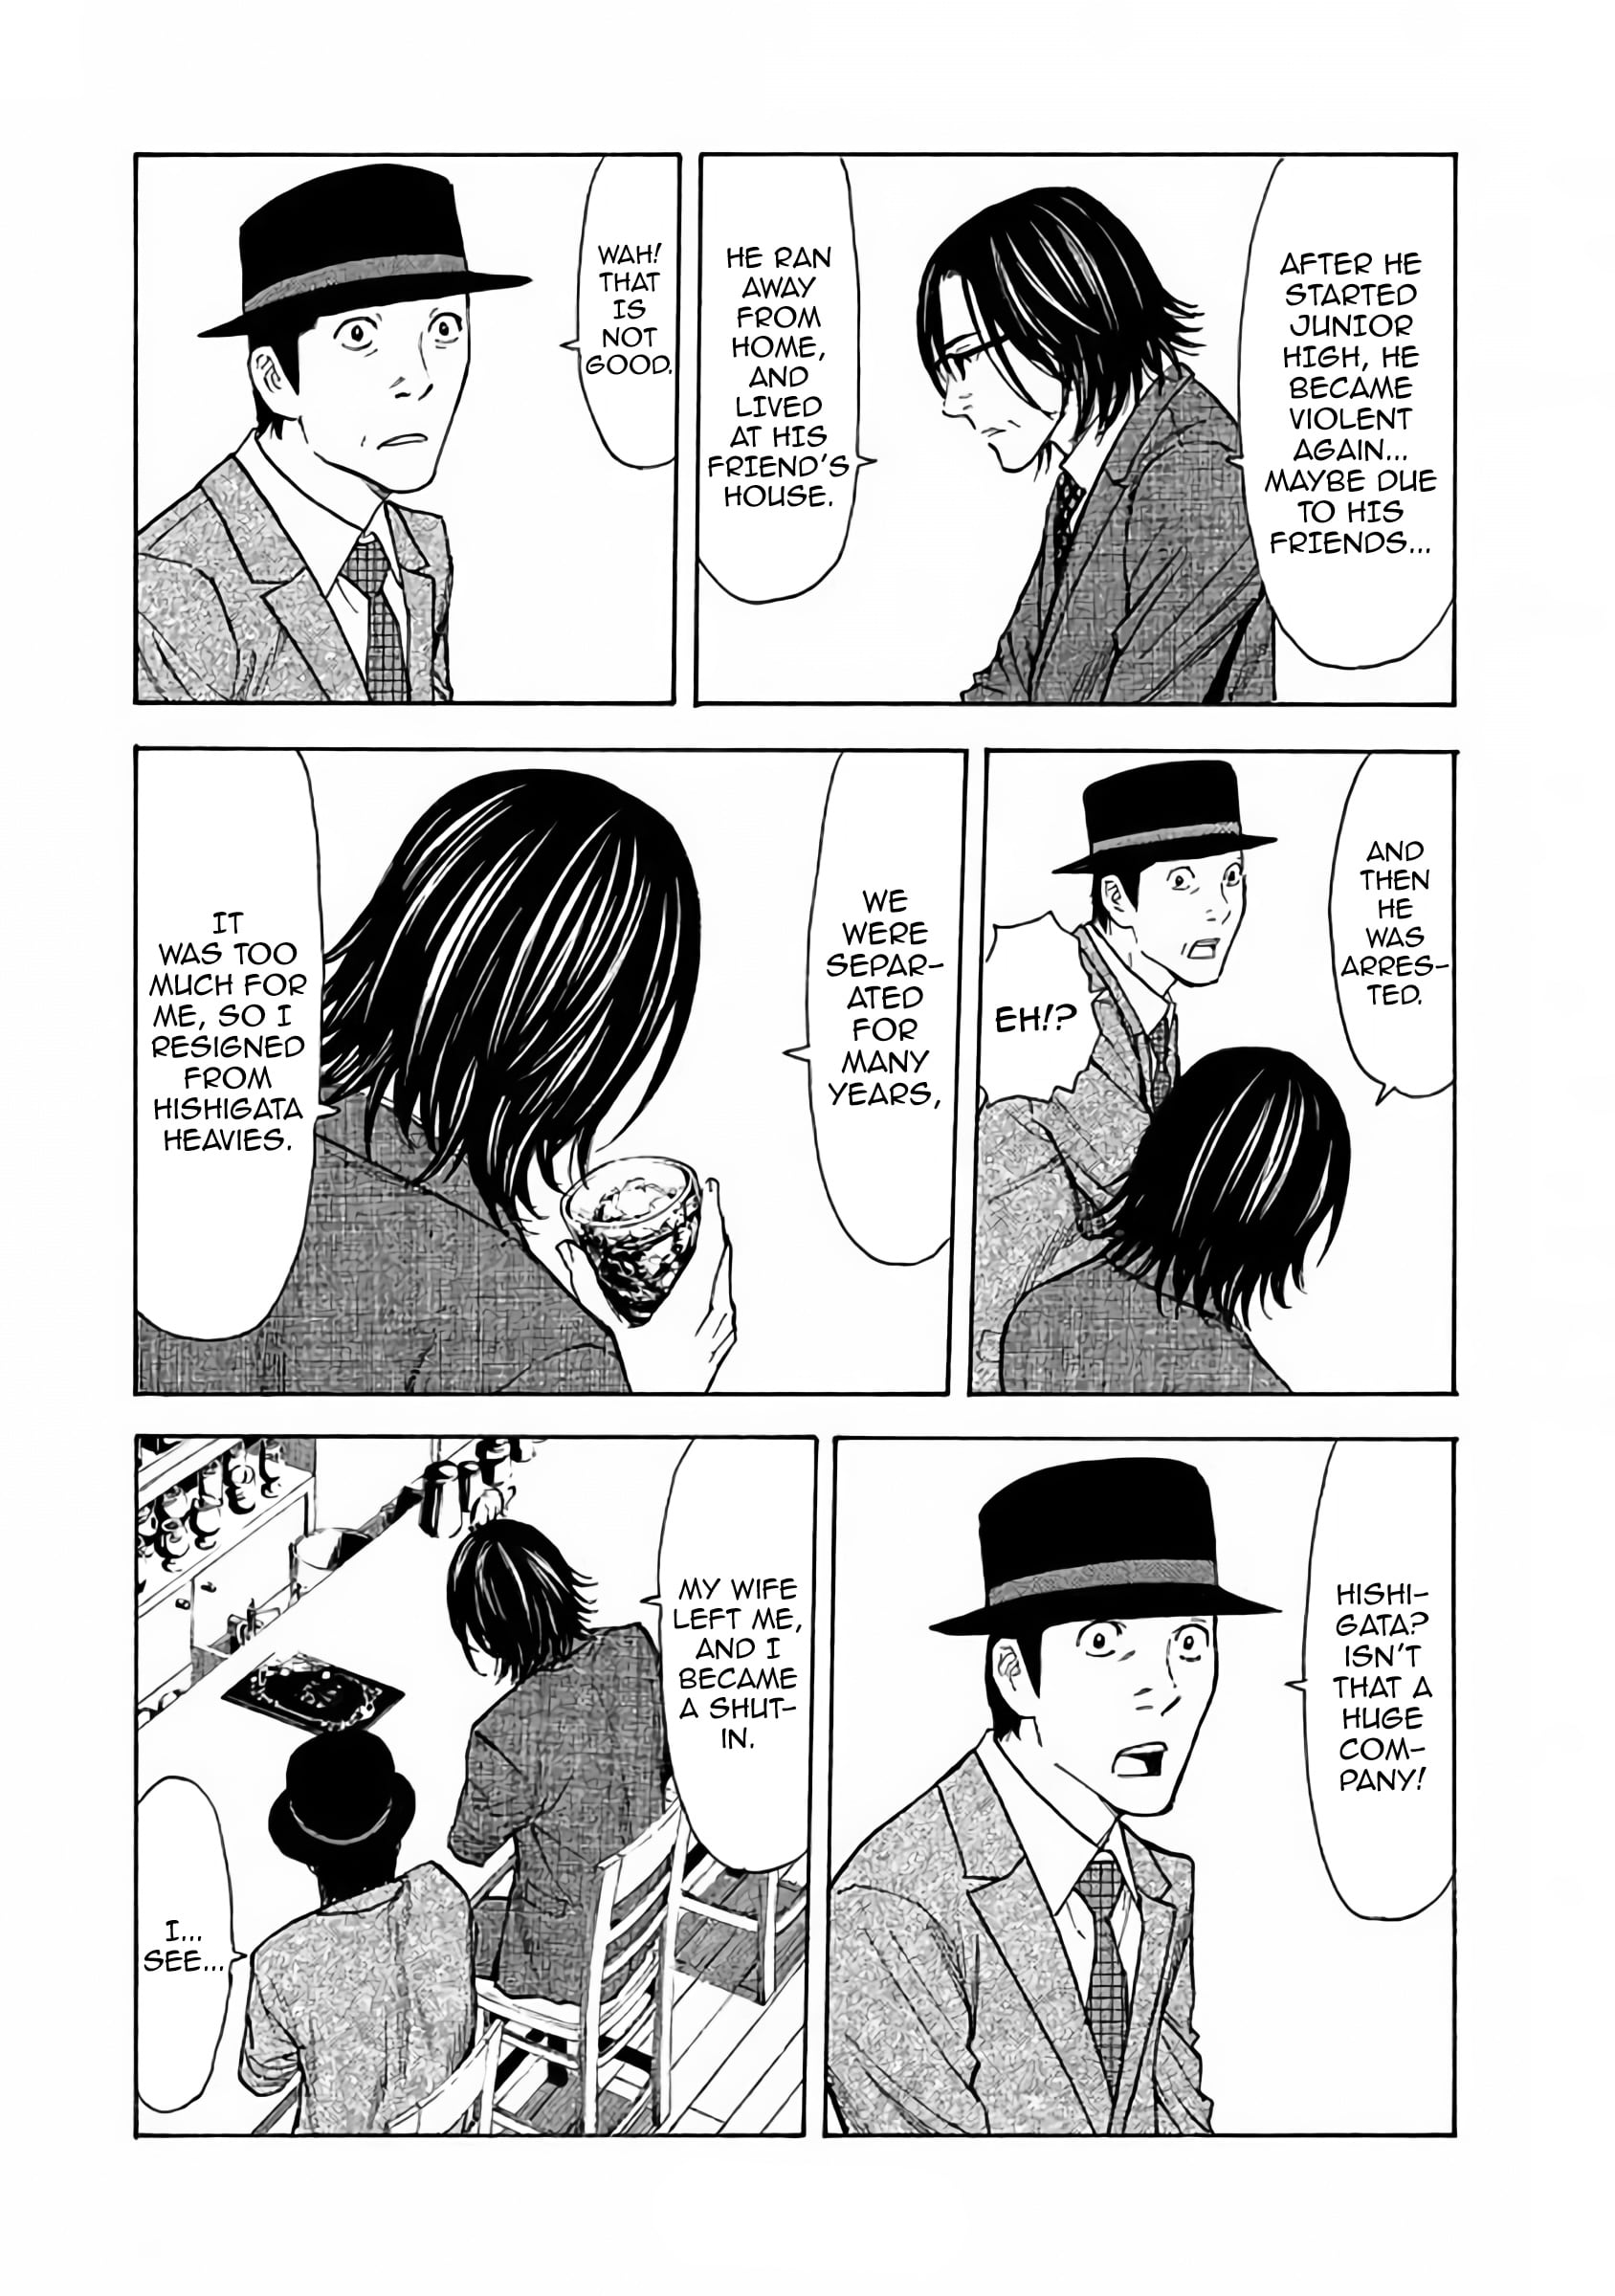 AFTER HE
STARTED
JUNIOR
HIGH, HE
BECAME
VIOLENT
AGAIN...
MAYBE DUE
TO HIS
FRIENDS...
HE RAN
AWAY
FROM
HOME,
AND
LIVED
AT HIS
FRIEND'S
HOUSE.
WAH!
THAT
IS
NOT
GOOD.
AND
THEN
HE
WAS
ARRES-
TED.
EH!?
WE
WERE
SEPAR-
ATED
FOR
MANY
YEARS,
IT
WAS TOO
MUCH FOR
ME, SO I
RESIGNED
FROM
HISHIGATA
HEAVIES.
HISHI-
GATA?
ISN'T
THAT A
HUGE
COM-
PANY!
MY WIFE
LEFT ME,
AND I
BECAME
A SHUT-
IN.
I...
SEE...